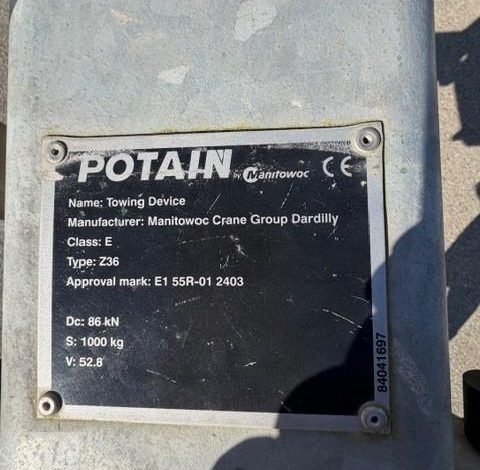 POTAIN by Manitowoc CE
Name: Towing Device
Manufacturer: Manitowoc Crane Group Dardilly
Class: E
Type: Z36
Approval mark: E1 55R-01 2403
Dc: 86 kN
S: 1000 kg
V: 52.8
84041697